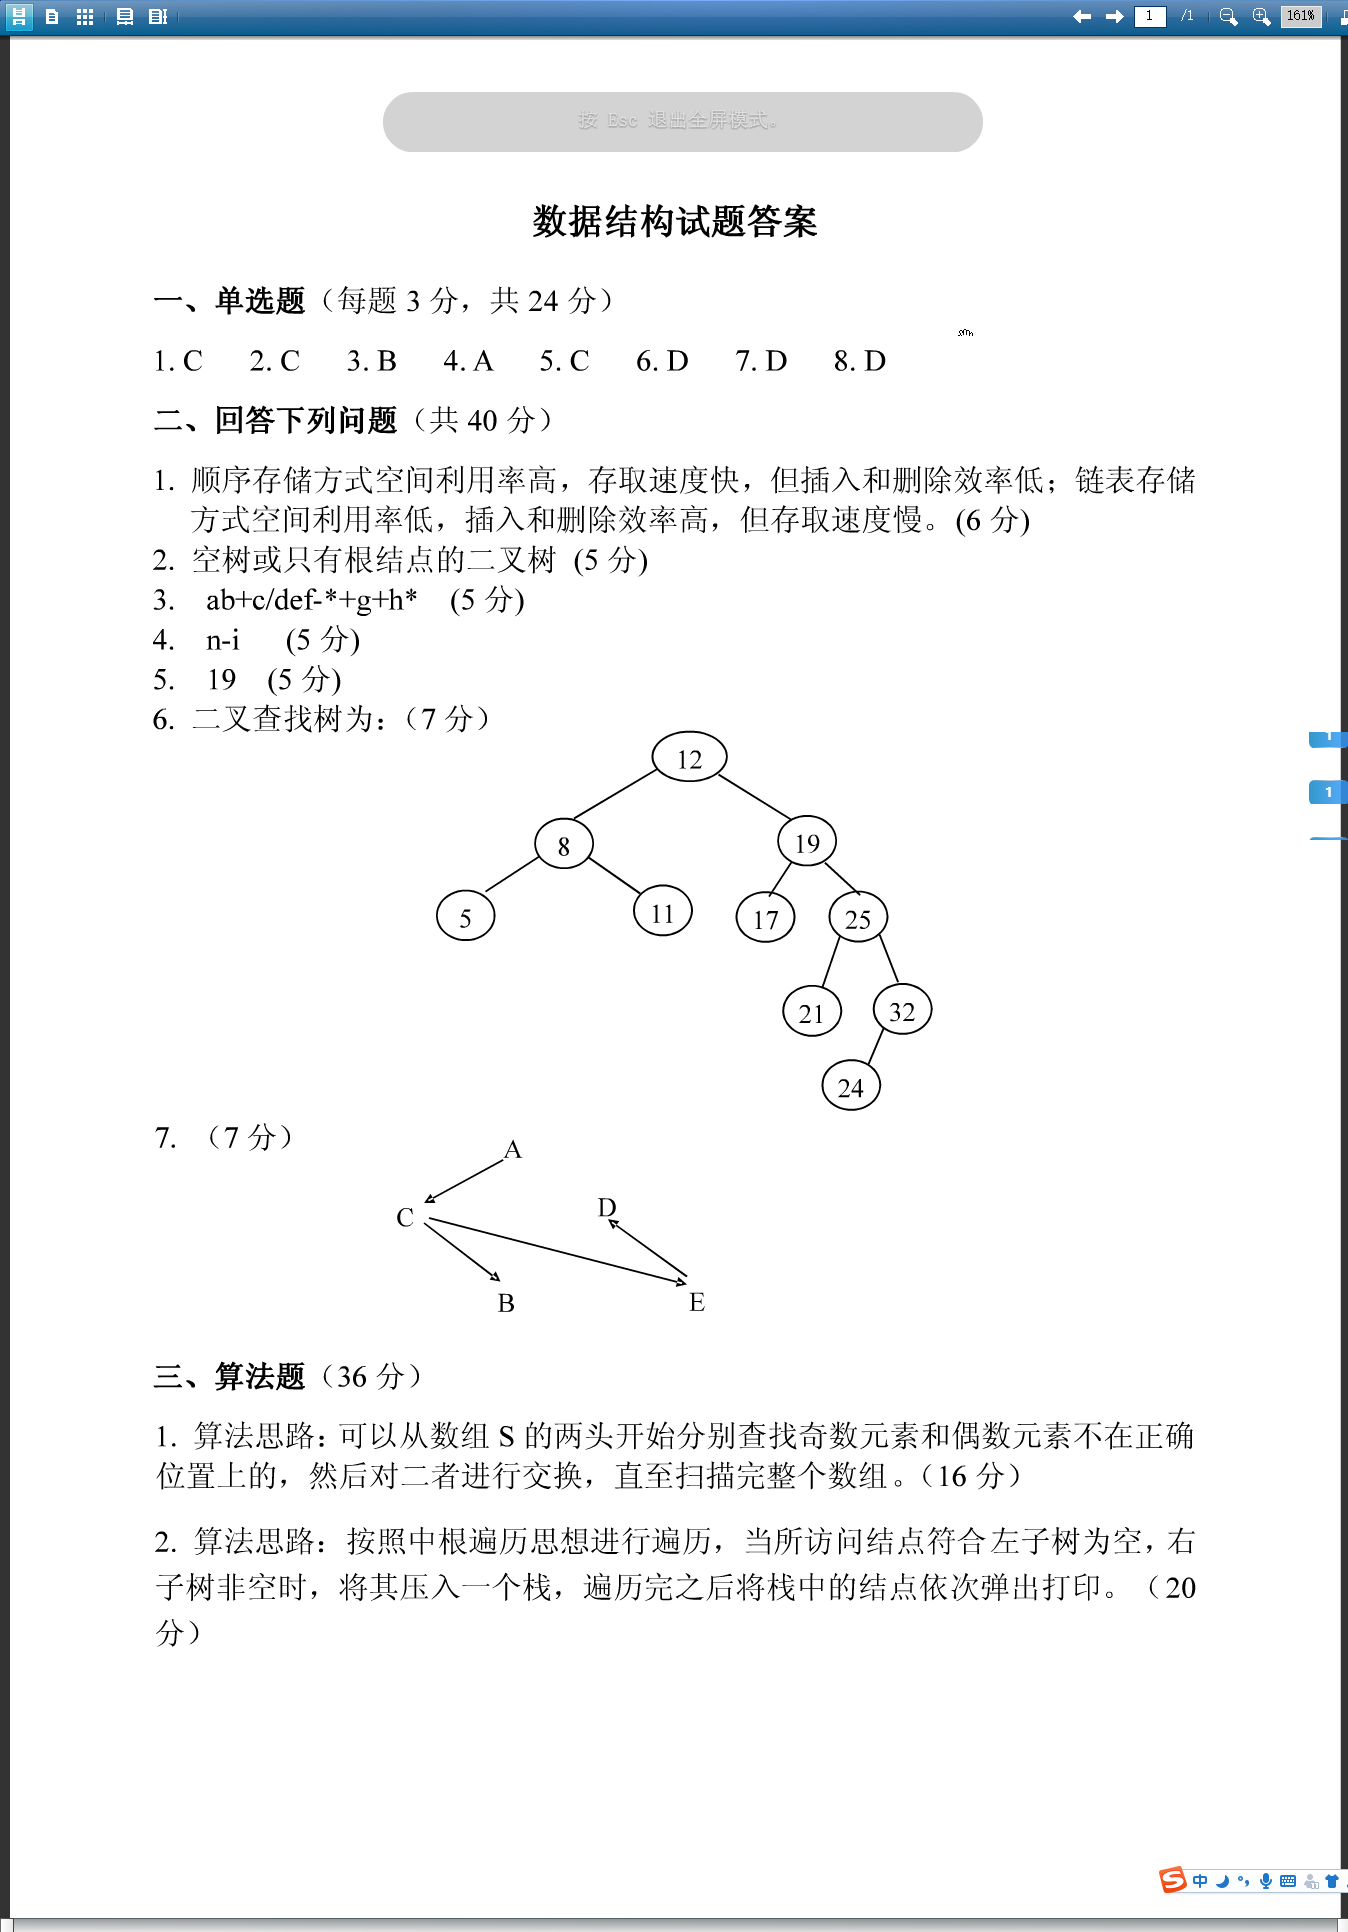 1 /1 161%
按 Esc 退出全屏模式。
数据结构试题答案
一、单选题（每题 3 分，共 24 分）
1. C 2. C 3. B 4. A 5. C 6. D 7. D 8. D
二、回答下列问题（共 40 分）
1. 顺序存储方式空间利用率高，存取速度快，但插入和删除效率低；链表存储
方式空间利用率低，插入和删除效率高，但存取速度慢。(6 分)
2. 空树或只有根结点的二叉树 (5 分)
3. ab+c/def-*+g+h* (5 分)
4. n-i (5 分)
5. 19 (5 分)
6. 二叉查找树为：（7 分）
12
8 19
5 11 17 25
21 32
24
1
1
7. （7 分）
A
C D
B E
三、算法题（36 分）
1. 算法思路：可以从数组 S 的两头开始分别查找奇数元素和偶数元素不在正确
位置上的，然后对二者进行交换，直至扫描完整个数组。（16 分）
2. 算法思路：按照中根遍历思想进行遍历，当所访问结点符合左子树为空，右
子树非空时，将其压入一个栈，遍历完之后将栈中的结点依次弹出打印。（20
分）
S 中